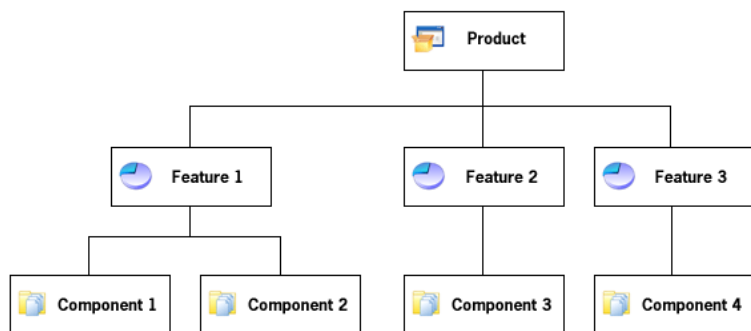 Product
Feature 1
Feature 2
Feature 3
Component 1
Component 2
Component 3
Component 4